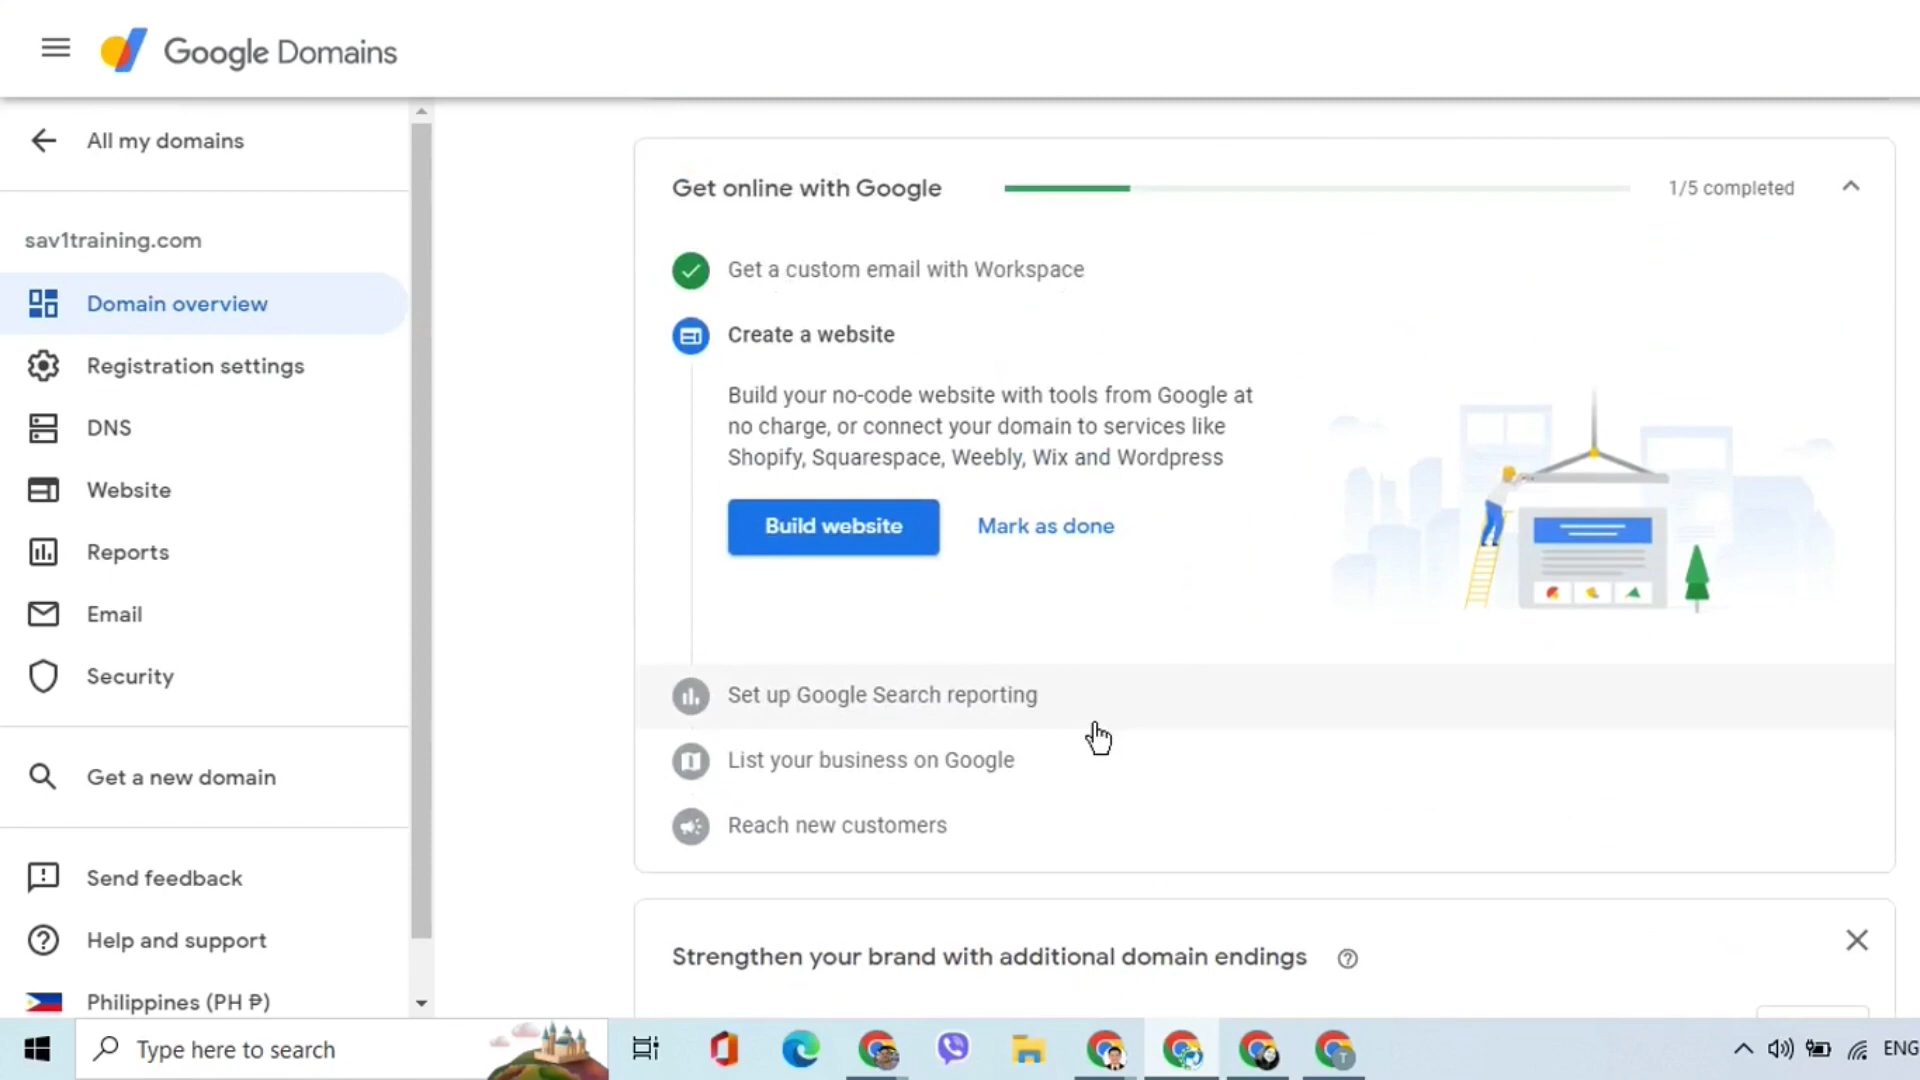 Google Domains
All my domains
sav1training.com
Domain overview
Registration settings
DNS
Website
Reports
Email
Security
Get a new domain
Send feedback
Help and support
Philippines (PH ₱)
Get online with Google
1/5 completed
Get a custom email with Workspace
Create a website
Build your no-code website with tools from Google at
no charge, or connect your domain to services like
Shopify, Squarespace, Weebly, Wix and Wordpress
Build website
Mark as done
Set up Google Search reporting
List your business on Google
Reach new customers
Strengthen your brand with additional domain endings
Type here to search
T
ENG